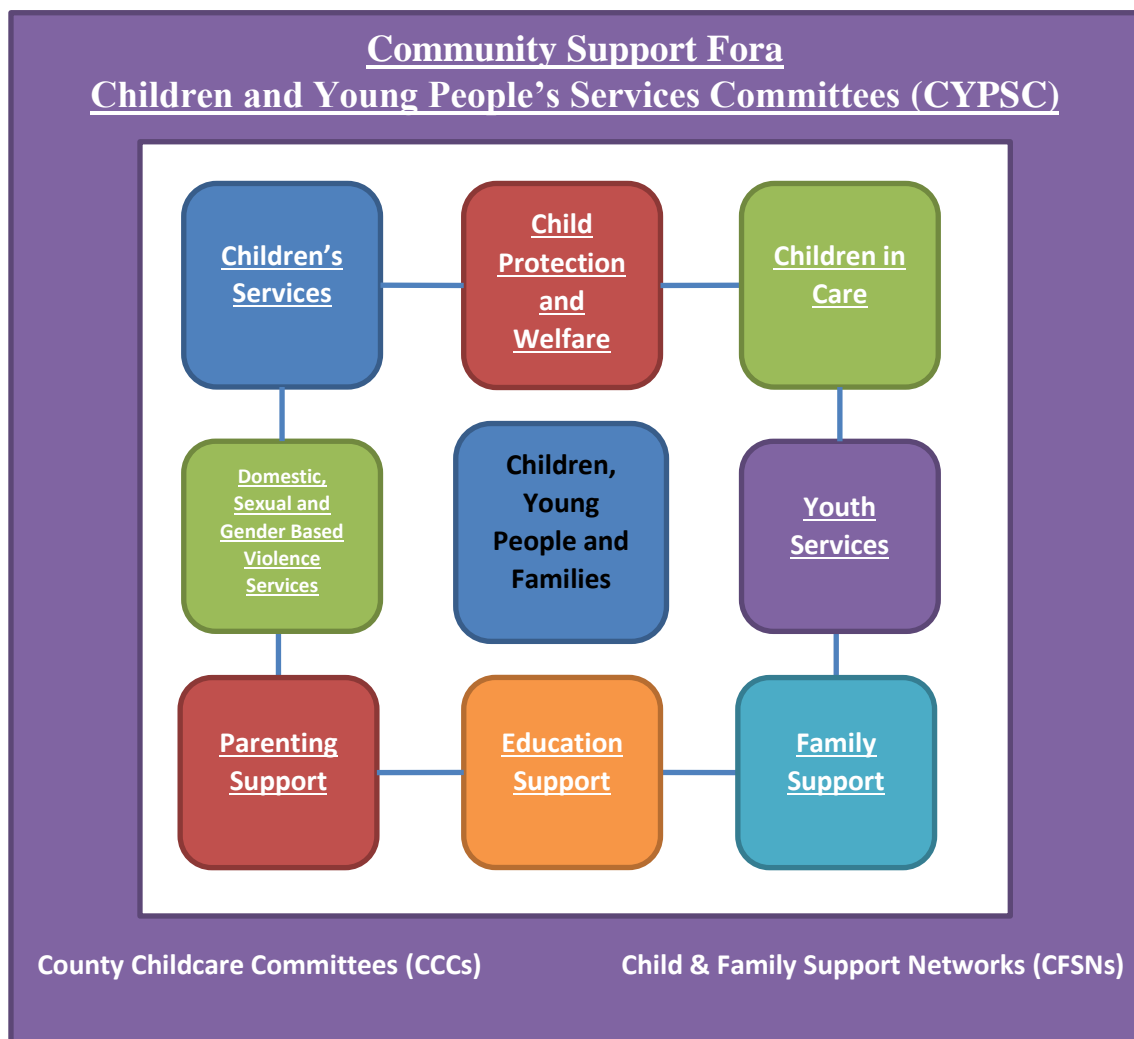 Community Support Fora
Children and Young People’s Services Committees (CYPSC)
Children’s
Services
Child
Protection
and
Welfare
Children in
Care
Domestic,
Sexual and
Gender Based
Violence
Services
Children,
Young
People and
Families
Youth
Services
Parenting
Support
Education
Support
Family
Support
County Childcare Committees (CCCs)
Child & Family Support Networks (CFSNs)